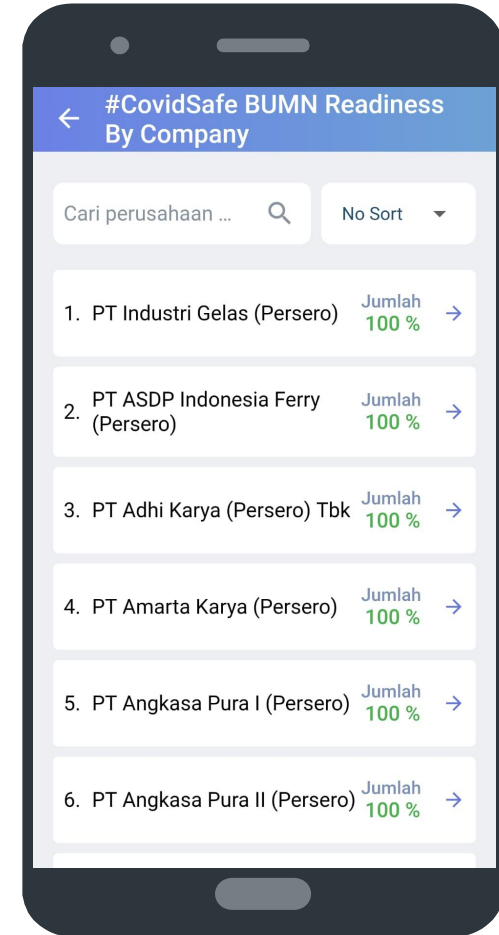 #CovidSafe BUMN Readiness
By Company
Cari perusahaan ...
No Sort
1. PT Industri Gelas (Persero)
Jumlah
100 %
2. PT ASDP Indonesia Ferry
(Persero)
Jumlah
100 %
3. PT Adhi Karya (Persero) Tbk
Jumlah
100 %
4. PT Amarta Karya (Persero)
Jumlah
100 %
5. PT Angkasa Pura I (Persero)
Jumlah
100 %
6. PT Angkasa Pura II (Persero)
Jumlah
100 %